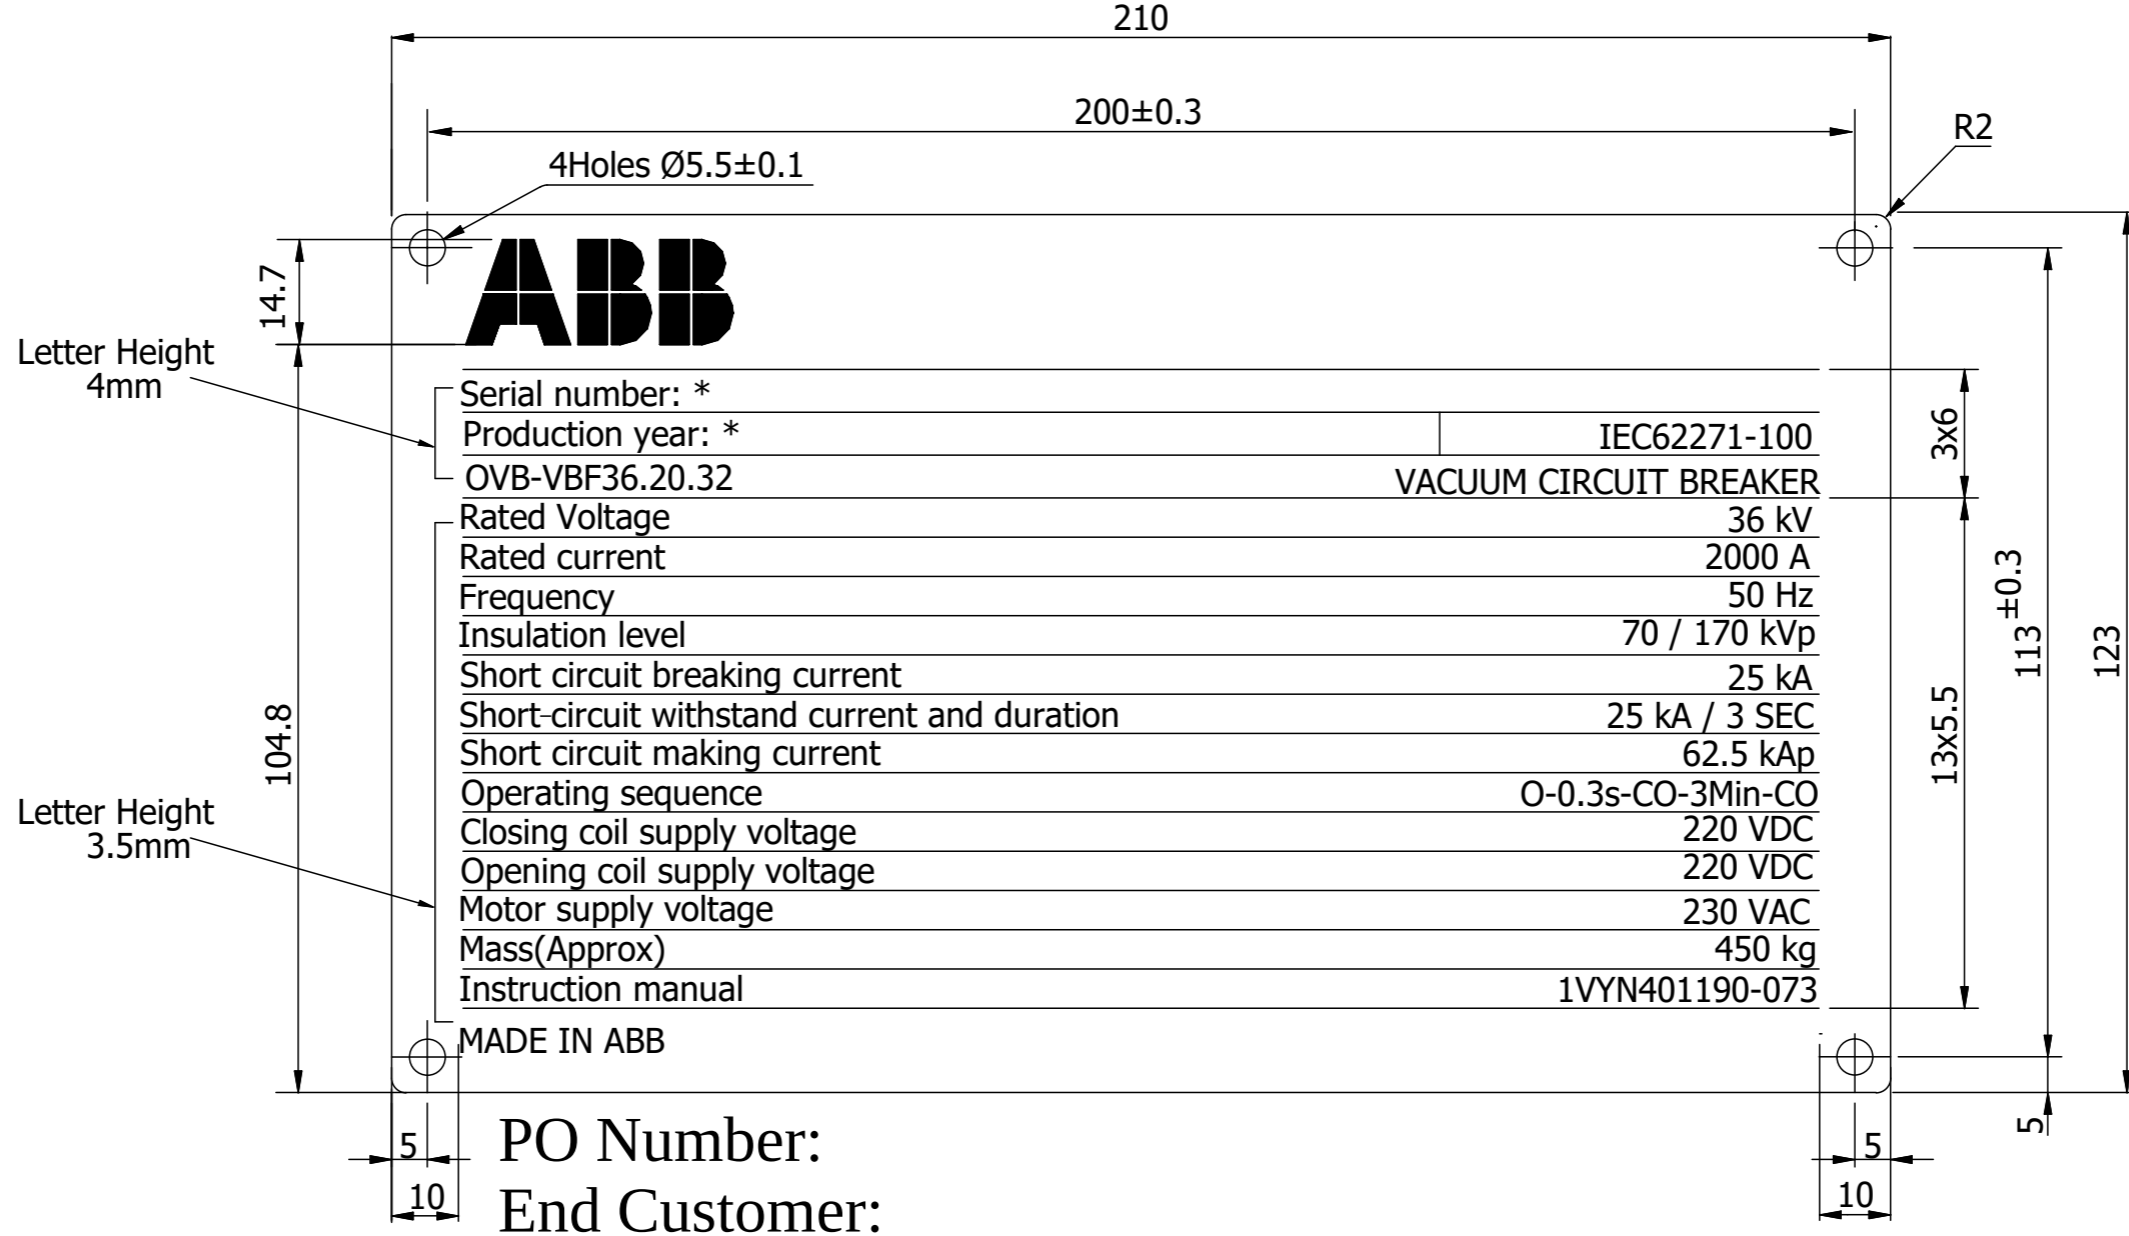 210
200±0.3
R2
4Holes Ø5.5±0.1
ABB
14.7
Letter Height
4mm
Serial number: *
Production year: * IEC62271-100
3x6
OVB-VBF36.20.32 VACUUM CIRCUIT BREAKER
Rated Voltage 36 kV
Rated current 2000 A
Frequency 50 Hz
Insulation level 70 / 170 kVp
113±0.3
123
Short circuit breaking current 25 kA
Short-circuit withstand current and duration 25 kA / 3 SEC
104.8
13x5.5
Short circuit making current 62.5 kAp
Operating sequence O-0.3s-CO-3Min-CO
Letter Height
3.5mm
Closing coil supply voltage 220 VDC
Opening coil supply voltage 220 VDC
Motor supply voltage 230 VAC
Mass(Approx) 450 kg
Instruction manual 1VYN401190-073
MADE IN ABB
5
5
5
PO Number:
10
10
End Customer: